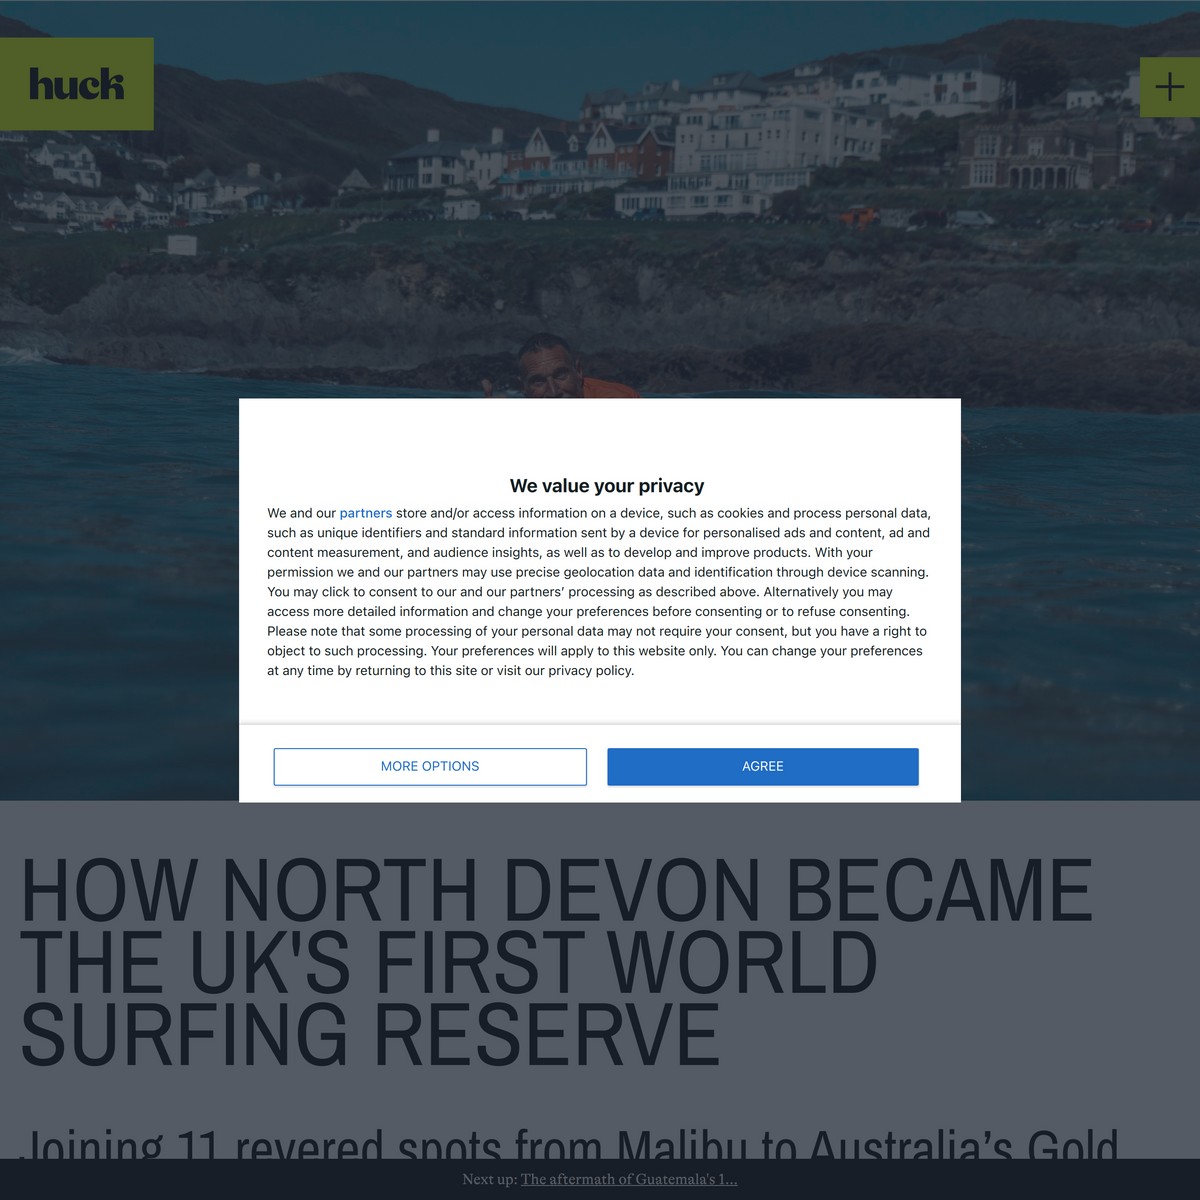 huck
We value your privacy
We and our partners store and/or access information on a device, such as cookies and process personal data,
such as unique identifiers and standard information sent by a device for personalised ads and content, ad and
content measurement, and audience insights, as well as to develop and improve products. With your
permission we and our partners may use precise geolocation data and identification through device scanning.
You may click to consent to our and our partners’ processing as described above. Alternatively you may
access more detailed information and change your preferences before consenting or to refuse consenting.
Please note that some processing of your personal data may not require your consent, but you have a right to
object to such processing. Your preferences will apply to this website only. You can change your preferences
at any time by returning to this site or visit our privacy policy.
MORE OPTIONS AGREE
HOW NORTH DEVON BECAME
THE UK'S FIRST WORLD
SURFING RESERVE
Joining 11 revered spots from Malibu to Australia’s Gold
Next up: The aftermath of Guatemala's 1...